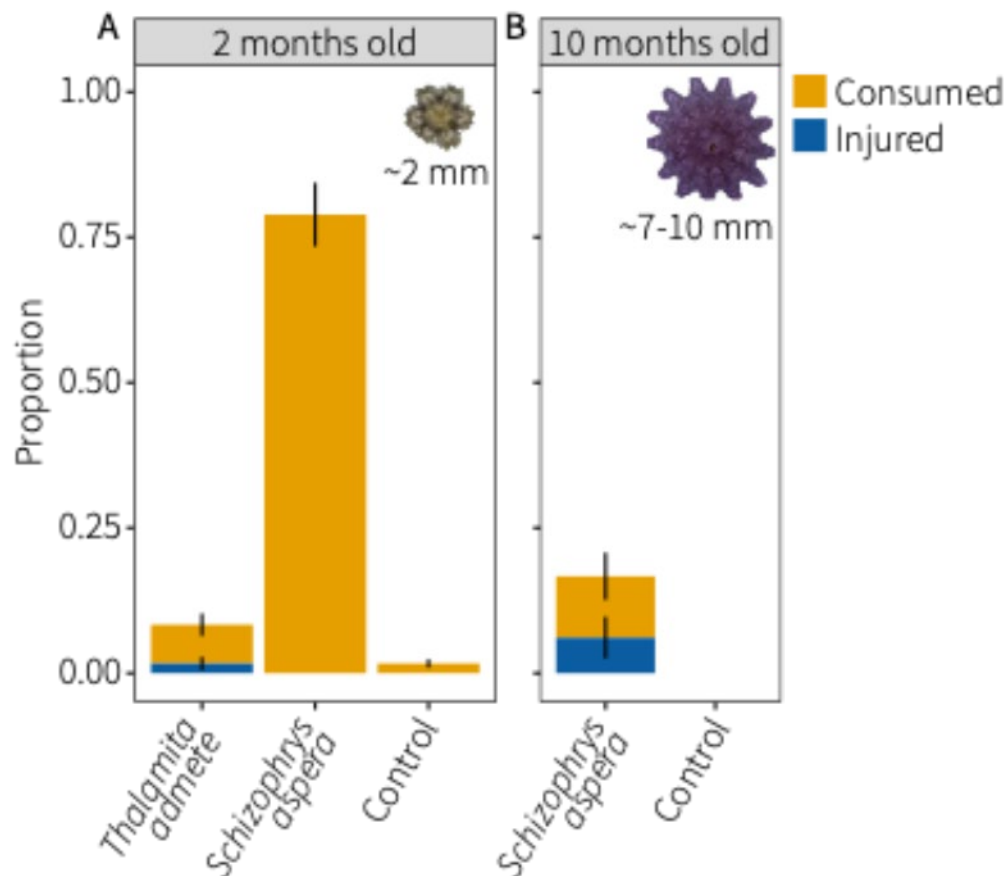 A
2 months old
B
10 months old
Consumed
Injured
~2 mm
~7-10 mm
Proportion
1.00
0.75
0.50
0.25
0.00
Thalamita
admete
Schizophrys
aspera
Control
Schizophrys
aspera
Control